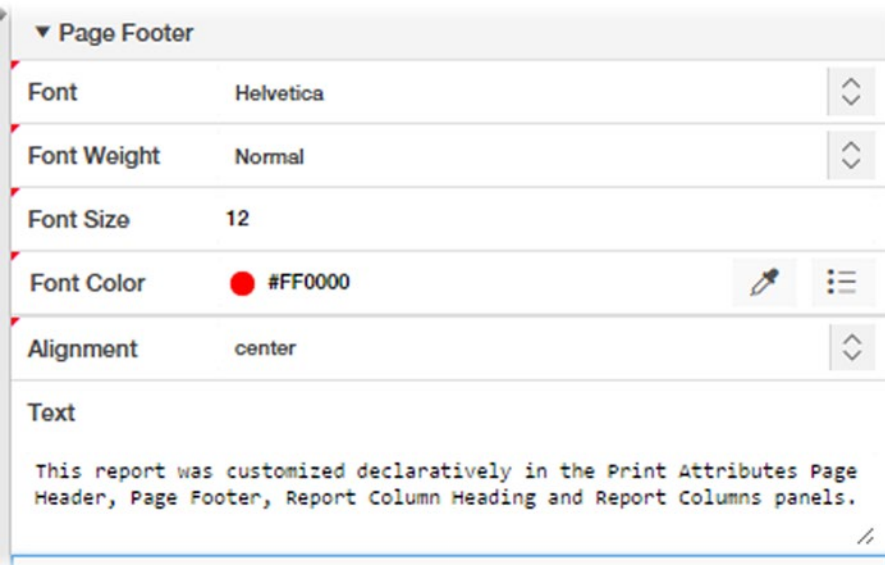 Page Footer
Font Helvetica
Font Weight Normal
Font Size 12
Font Color #FF0000
Alignment center
Text
This report was customized declaratively in the Print Attributes Page
Header, Page Footer, Report Column Heading and Report Columns panels.